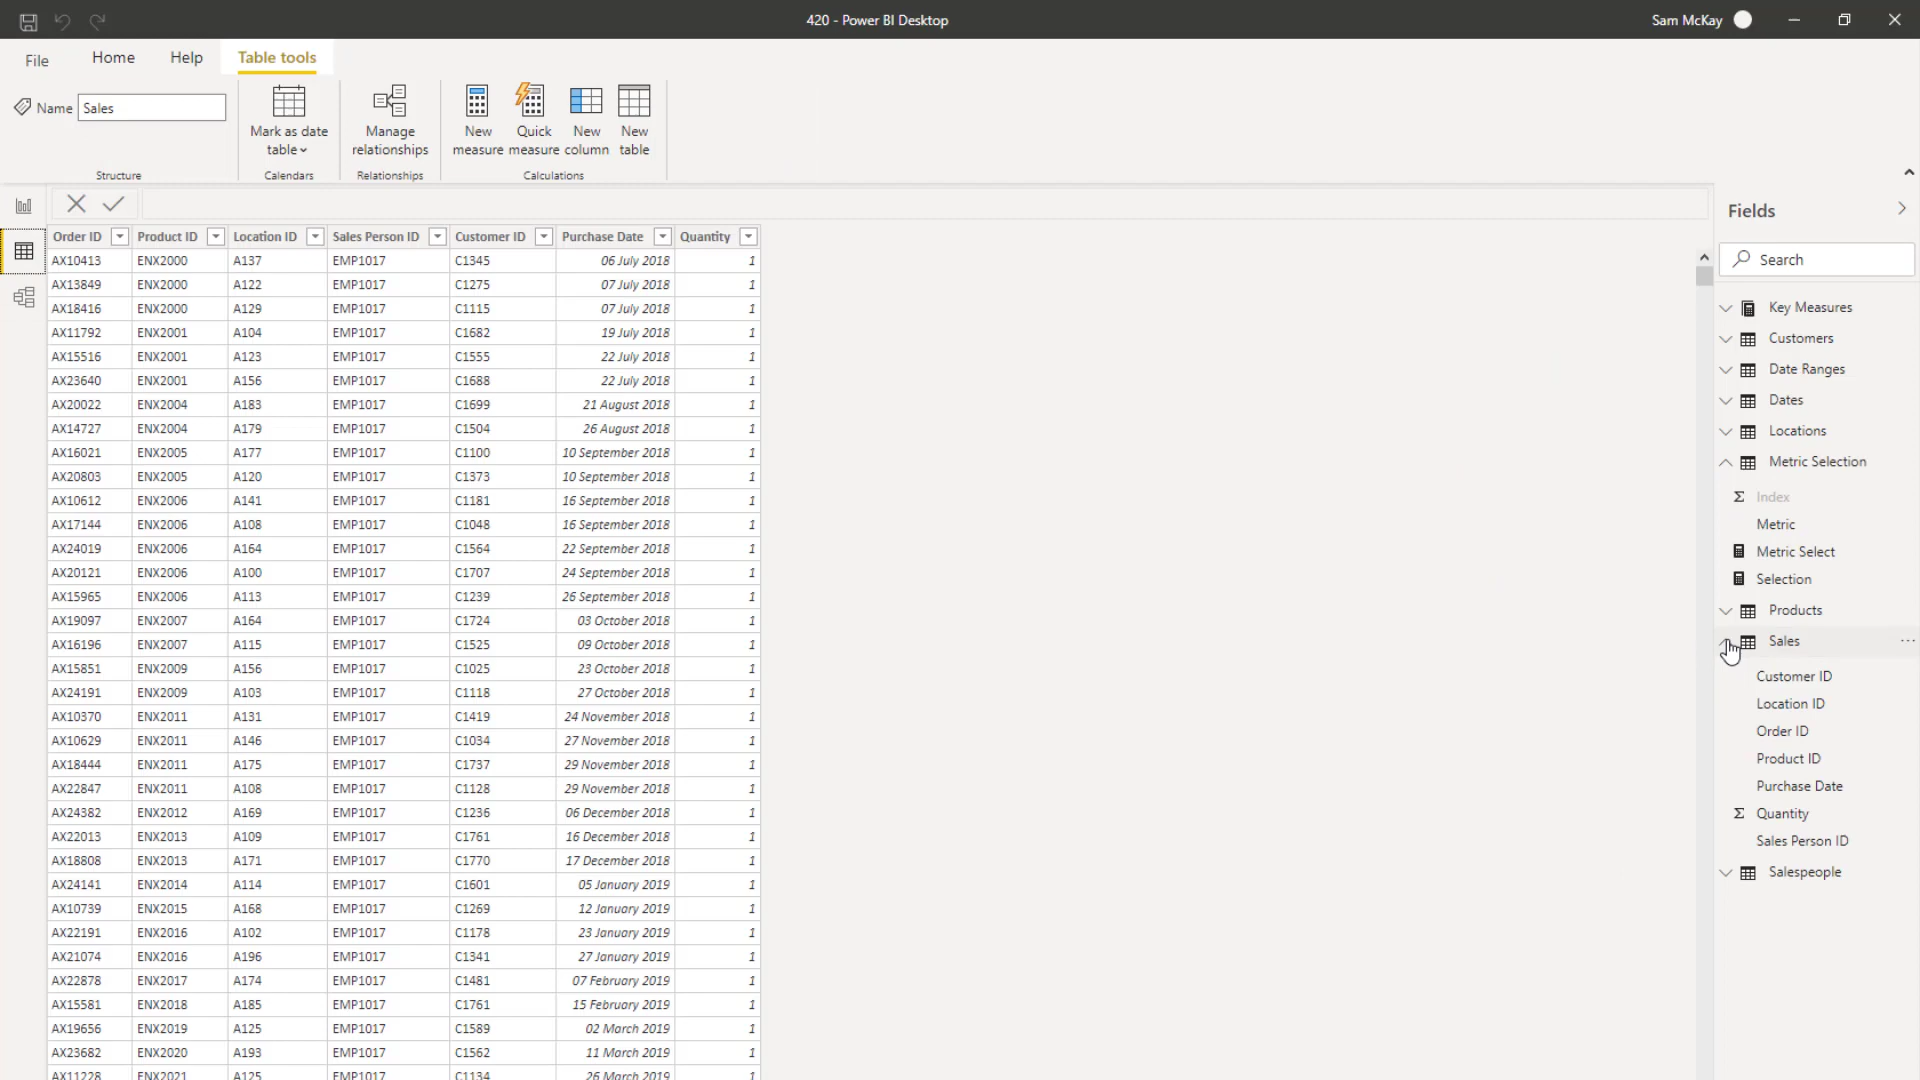 420 - Power BI Desktop
Sam McKay
File Home Help Table tools
Name Sales
Mark as date table
Manage relationships
New measure
Quick measure
New column
New table
Structure Calendars Relationships Calculations
Order ID Product ID Location ID Sales Person ID Customer ID Purchase Date Quantity
AX10413 ENX2000 A137 EMP1017 C1345 06 July 2018 1
AX13849 ENX2000 A122 EMP1017 C1275 07 July 2018 1
AX18416 ENX2000 A129 EMP1017 C1115 07 July 2018 1
AX11792 ENX2001 A104 EMP1017 C1682 19 July 2018 1
AX15516 ENX2001 A123 EMP1017 C1555 22 July 2018 1
AX23640 ENX2001 A156 EMP1017 C1688 22 July 2018 1
AX20022 ENX2004 A183 EMP1017 C1699 21 August 2018 1
AX14727 ENX2004 A179 EMP1017 C1504 26 August 2018 1
AX16021 ENX2005 A177 EMP1017 C1100 10 September 2018 1
AX20803 ENX2005 A120 EMP1017 C1373 10 September 2018 1
AX10612 ENX2006 A141 EMP1017 C1181 16 September 2018 1
AX17144 ENX2006 A108 EMP1017 C1048 16 September 2018 1
AX24019 ENX2006 A164 EMP1017 C1564 22 September 2018 1
AX20121 ENX2006 A100 EMP1017 C1707 24 September 2018 1
AX15965 ENX2006 A113 EMP1017 C1239 26 September 2018 1
AX19097 ENX2007 A164 EMP1017 C1724 03 October 2018 1
AX16196 ENX2007 A115 EMP1017 C1525 09 October 2018 1
AX15851 ENX2009 A156 EMP1017 C1025 23 October 2018 1
AX24191 ENX2009 A103 EMP1017 C1118 27 October 2018 1
AX10370 ENX2011 A131 EMP1017 C1419 24 November 2018 1
AX10629 ENX2011 A146 EMP1017 C1034 27 November 2018 1
AX18444 ENX2011 A175 EMP1017 C1737 29 November 2018 1
AX22847 ENX2011 A108 EMP1017 C1128 29 November 2018 1
AX24382 ENX2012 A169 EMP1017 C1236 06 December 2018 1
AX22013 ENX2013 A109 EMP1017 C1761 16 December 2018 1
AX18808 ENX2013 A171 EMP1017 C1770 17 December 2018 1
AX24141 ENX2014 A114 EMP1017 C1601 05 January 2019 1
AX10739 ENX2015 A168 EMP1017 C1269 12 January 2019 1
AX22191 ENX2016 A102 EMP1017 C1178 23 January 2019 1
AX21074 ENX2016 A196 EMP1017 C1341 27 January 2019 1
AX22878 ENX2017 A174 EMP1017 C1481 07 February 2019 1
AX15581 ENX2018 A185 EMP1017 C1761 15 February 2019 1
AX19656 ENX2019 A125 EMP1017 C1589 02 March 2019 1
AX23682 ENX2020 A193 EMP1017 C1562 11 March 2019 1
AX11228 ENX2021 A125 EMP1017 C1134 26 March 2019 1
Fields
Search
Key Measures
Customers
Date Ranges
Dates
Locations
Metric Selection
Σ Index
Metric
Metric Select
Selection
Products
Sales ...
Customer ID
Location ID
Order ID
Product ID
Purchase Date
Σ Quantity
Sales Person ID
Salespeople